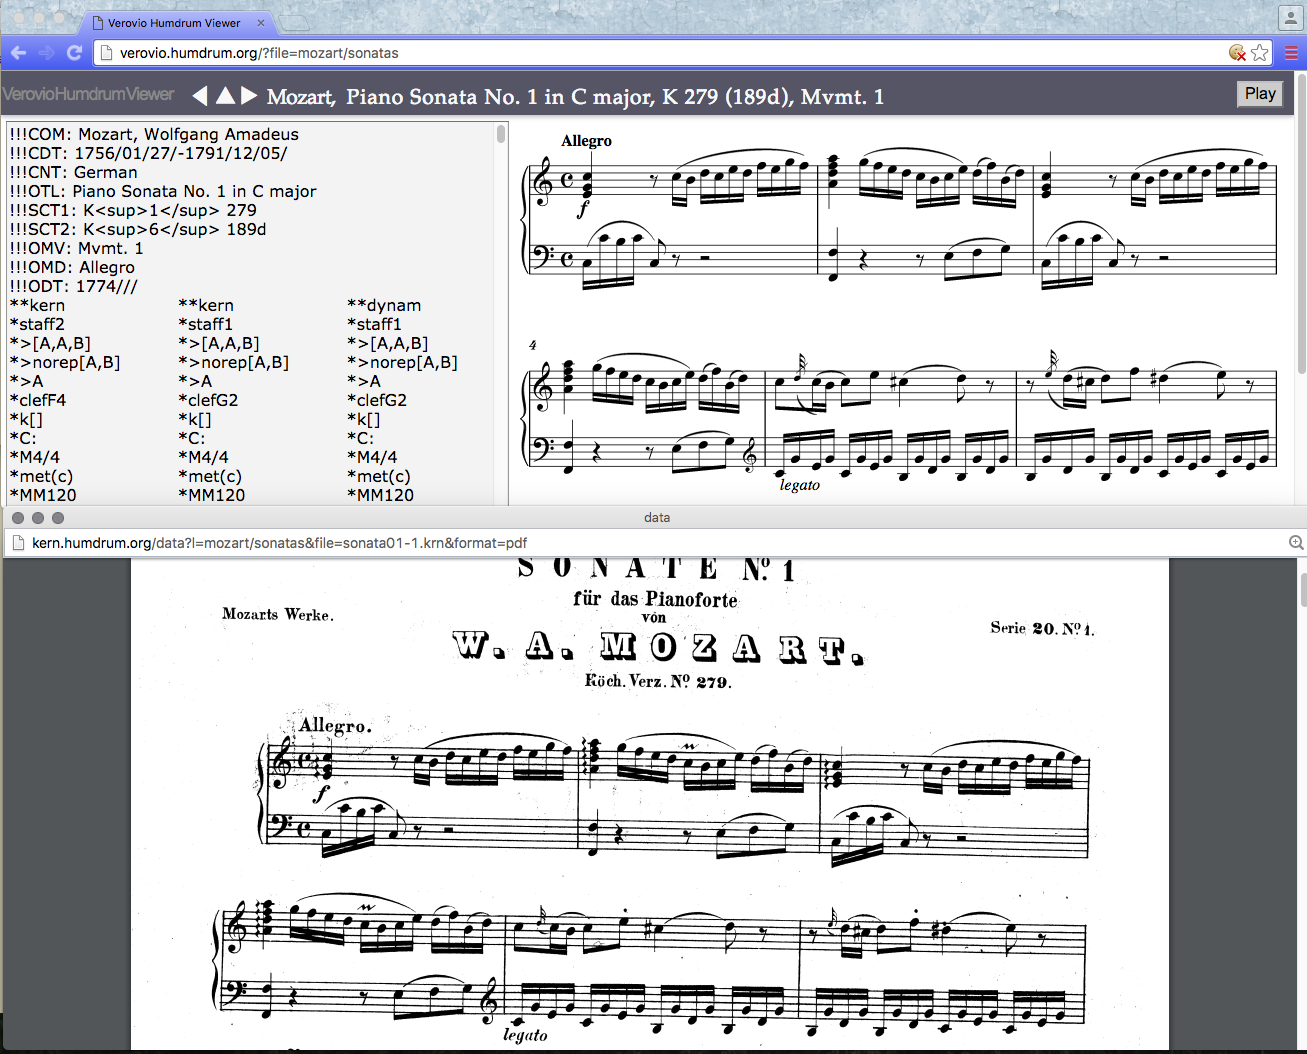 Verovio Humdrum Viewer
verovio.humdrum.org/?file=mozart/sonatas
VerovioHumdrumViewer
Mozart, Piano Sonata No. 1 in C major, K 279 (189d), Mvmt. 1
Play
!!!COM: Mozart, Wolfgang Amadeus
!!!CDT: 1756/01/27/-1791/12/05/
!!!CNT: German
!!!OTL: Piano Sonata No. 1 in C major
!!!SCT1: K<sup>1</sup> 279
!!!SCT2: K<sup>6</sup> 189d
!!!OMV: Mvmt. 1
!!!OMD: Allegro
!!!ODT: 1774///
**kern **kern **dynam
*staff2 *staff1 *staff1
*>[A,A,B] *>[A,A,B] *>[A,A,B]
*>norep[A,B] *>norep[A,B] *>norep[A,B]
*>A *>A *>A
*clefF4 *clefG2 *clefG2
*k[] *k[] *k[]
*C: *C: *C:
*M4/4 *M4/4 *M4/4
*met(c) *met(c) *met(c)
*MM120 *MM120 *MM120
Allegro
f
4
legato
data
kern.humdrum.org/data?l=mozart/sonatas&file=sonata01-1.krn&format=pdf
SONATE No. 1
für das Pianoforte
von
Mozarts Werke.
Serie 20. No. 1.
W. A. MOZART.
Köch. Verz. No. 279.
Allegro.
f
legato